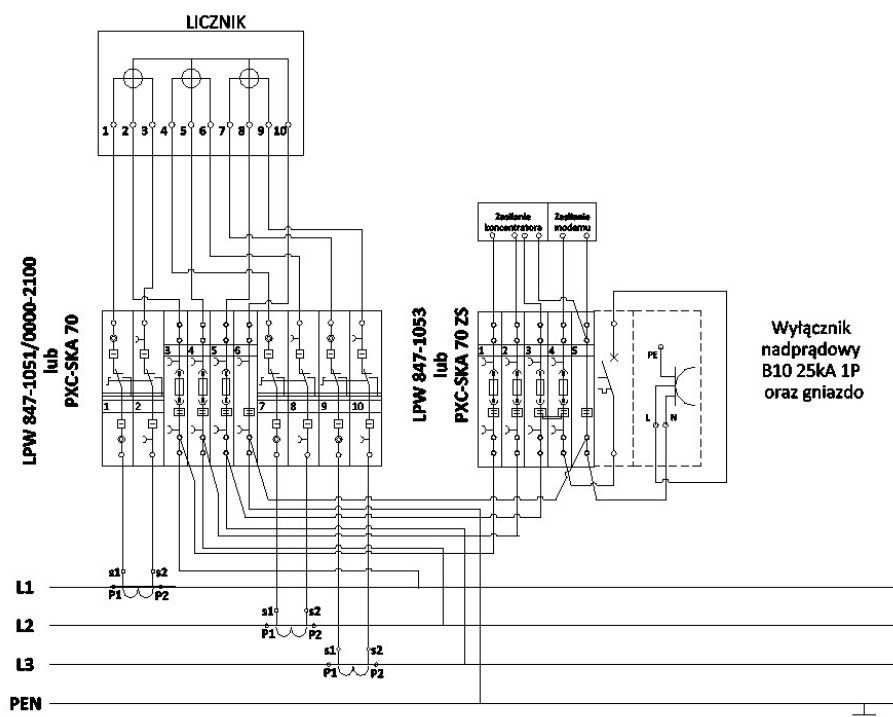 LICZNIK
1 2 3 4 5 6 7 8 9 10
Zasilanie koncentratora
Zasilanie modemu
LPW 847-1051/0000-2100
lub
PXC-SKA 70
3 4 5 6
1 2 7 8 9 10
LPW 847-1053
lub
PXC-SKA 70 ZS
1 2 3 4 5
PE
L N
Wyłącznik
nadprądowy
B10 25kA 1P
oraz gniazdo
s1 s2
L1
P1 P2
s1 s2
L2
P1 P2
s1 s2
L3
P1 P2
PEN